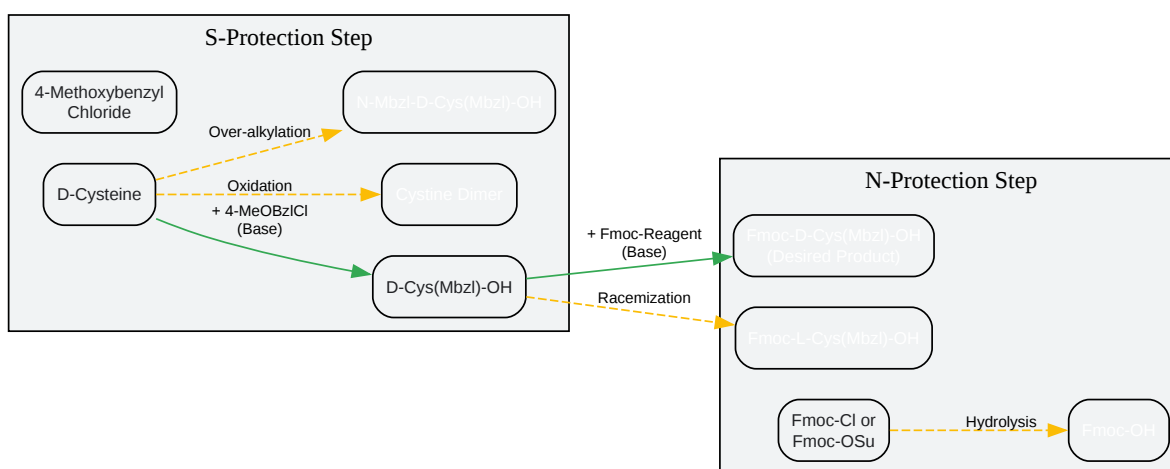 S-Protection Step
4-Methoxybenzyl
Chloride
N-Mbzl-D-Cys(Mbzl)-OH
Over-alkylation
D-Cysteine
Oxidation
Cystine Dimer
+ 4-MeOBzlCl
(Base)
D-Cys(Mbzl)-OH
N-Protection Step
+ Fmoc-Reagent
(Base)
Fmoc-D-Cys(Mbzl)-OH
(Desired Product)
Racemization
Fmoc-L-Cys(Mbzl)-OH
Fmoc-Cl or
Fmoc-OSu
Hydrolysis
Fmoc-OH